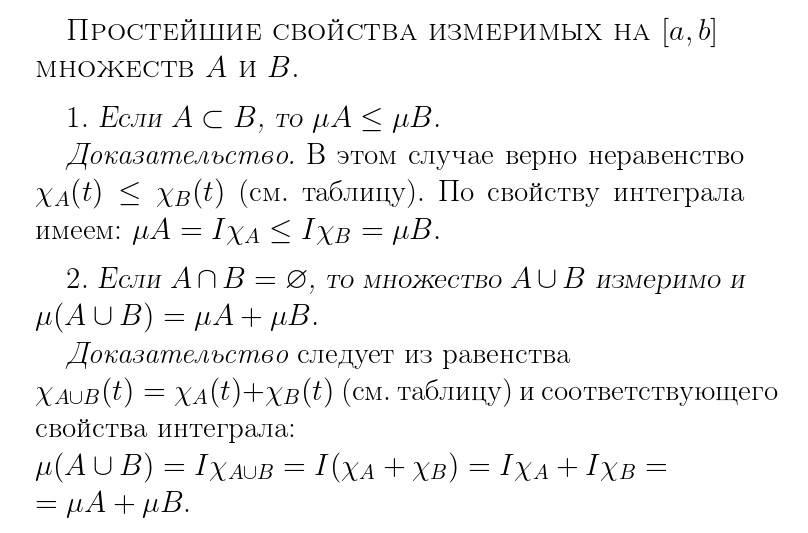 Простейшие свойства измеримых на [a, b]
множеств A и B.
1. Если A ⊂ B, то μA ≤ μB.
Доказательство. В этом случае верно неравенство
χ_A(t) ≤ χ_B(t) (см. таблицу). По свойству интеграла
имеем: μA = Iχ_A ≤ Iχ_B = μB.
2. Если A ∩ B = ∅, то множество A ∪ B измеримо и
μ(A ∪ B) = μA + μB.
Доказательство следует из равенства
χ_{A∪B}(t) = χ_A(t)+χ_B(t) (см. таблицу) и соответствующего
свойства интеграла:
μ(A ∪ B) = Iχ_{A∪B} = I(χ_A + χ_B) = Iχ_A + Iχ_B =
= μA + μB.